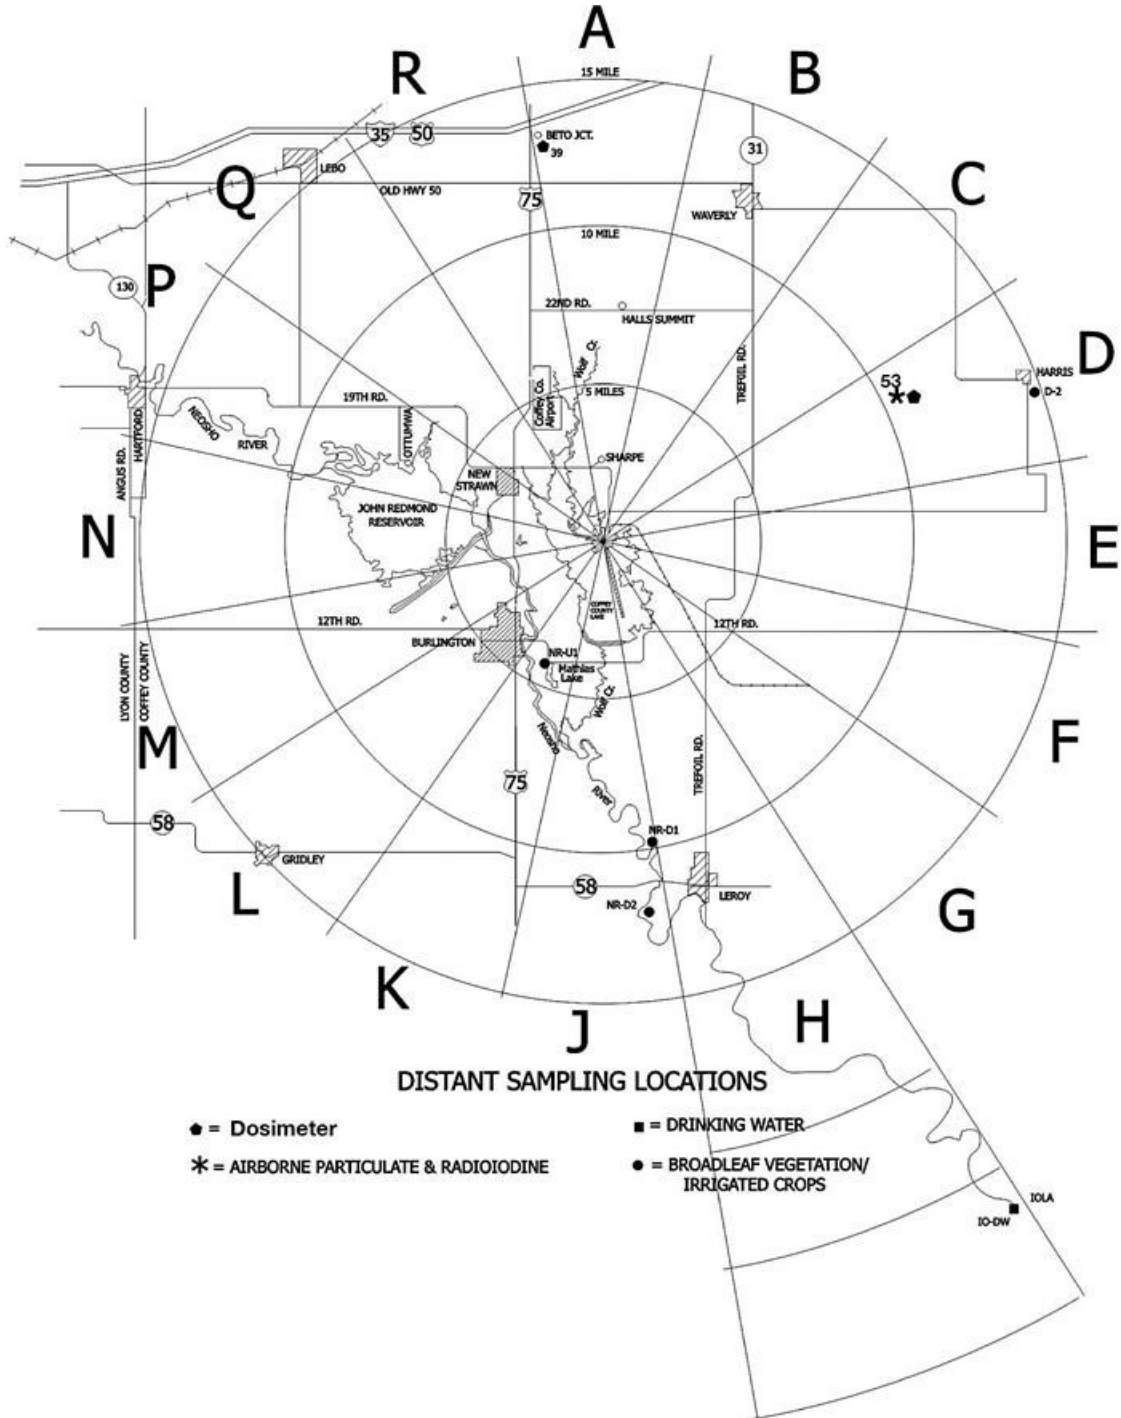 A
R
B
15 MILE
35
50
BETO JCT.
39
31
LEBO
C
Q
OLD HWY 50
75
WAVERLY
10 MILE
P
130
22ND RD.
HALLS SUMMIT
D
Wolf Cr.
TREFOIL RD.
HARRIS
53
D-2
5 MILES
Coffey Co.
Airport
19TH RD.
NEOSHO
RIVER
OTTUMWA
HARTFORD
ANGUS RD.
SHARPE
NEW
STRAWN
JOHN REDMOND
RESERVOIR
N
E
COFFEY
COUNTY
LAKE
12TH RD.
12TH RD.
BURLINGTON
NR-U1
Mathias
Lake
LYON COUNTY
COFFEY COUNTY
Wolf Cr.
M
F
Neosho
River
TREFOIL RD.
75
58
NR-D1
GRIDLEY
L
58
LEROY
NR-D2
G
K
J
H
DISTANT SAMPLING LOCATIONS
= Dosimeter
= DRINKING WATER
= AIRBORNE PARTICULATE & RADIOIODINE
= BROADLEAF VEGETATION/
IRRIGATED CROPS
IOLA
IO-DW